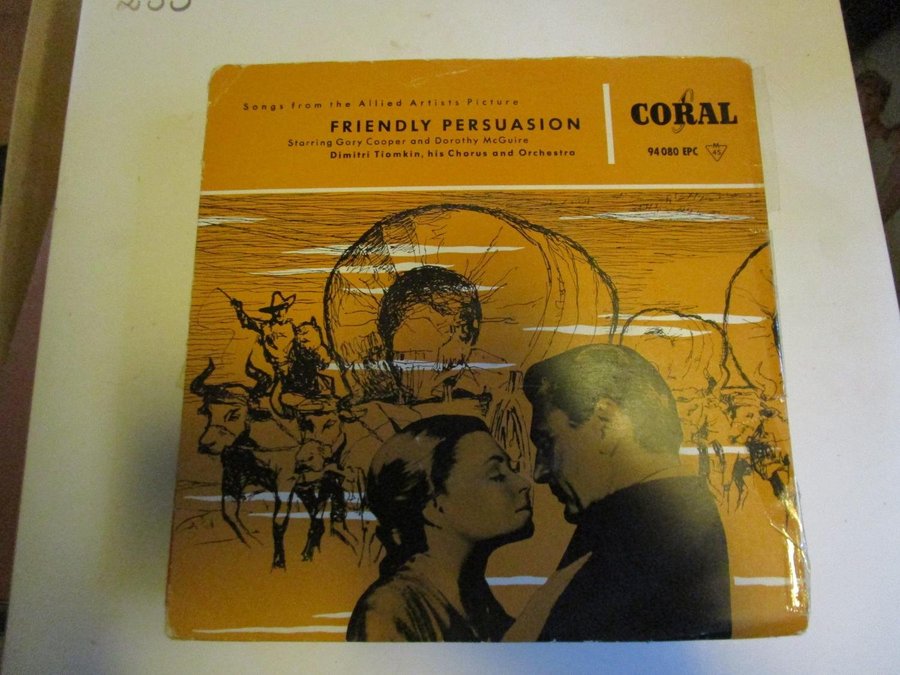 Songs from the Allied Artists Picture
FRIENDLY PERSUASION
Starring Gary Cooper and Dorothy McGuire
Dimitri Tiomkin, his Chorus and Orchestra
CORAL
94 080 EPC
M
45